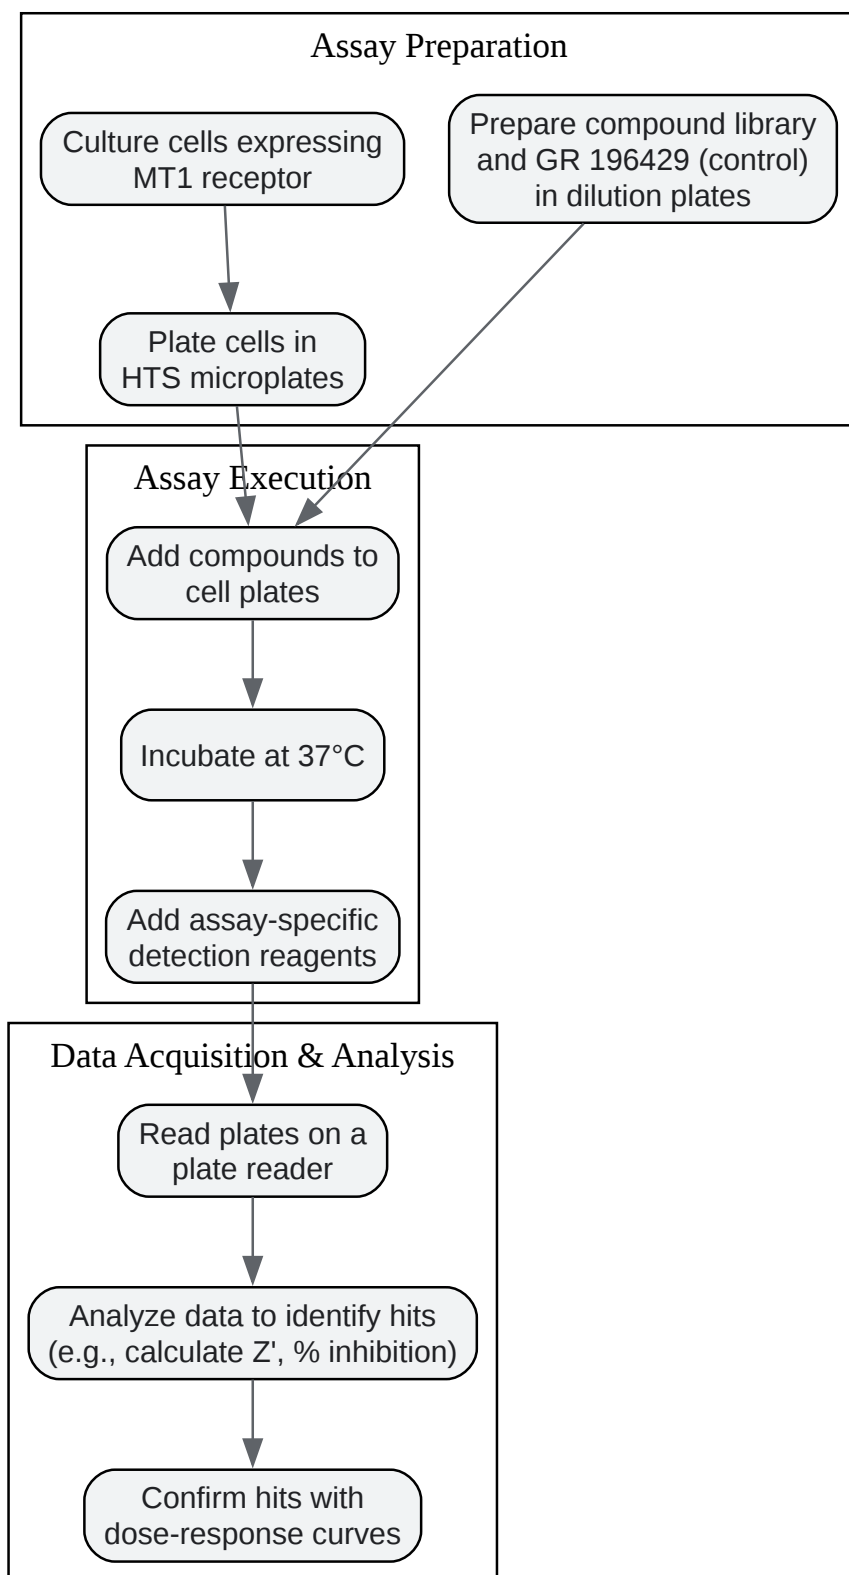 Assay Preparation
Culture cells expressing
MT1 receptor
Prepare compound library
and GR 196429 (control)
in dilution plates
Plate cells in
HTS microplates
Assay Execution
Add compounds to
cell plates
Incubate at 37°C
Add assay-specific
detection reagents
Data Acquisition & Analysis
Read plates on a
plate reader
Analyze data to identify hits
(e.g., calculate Z', % inhibition)
Confirm hits with
dose-response curves